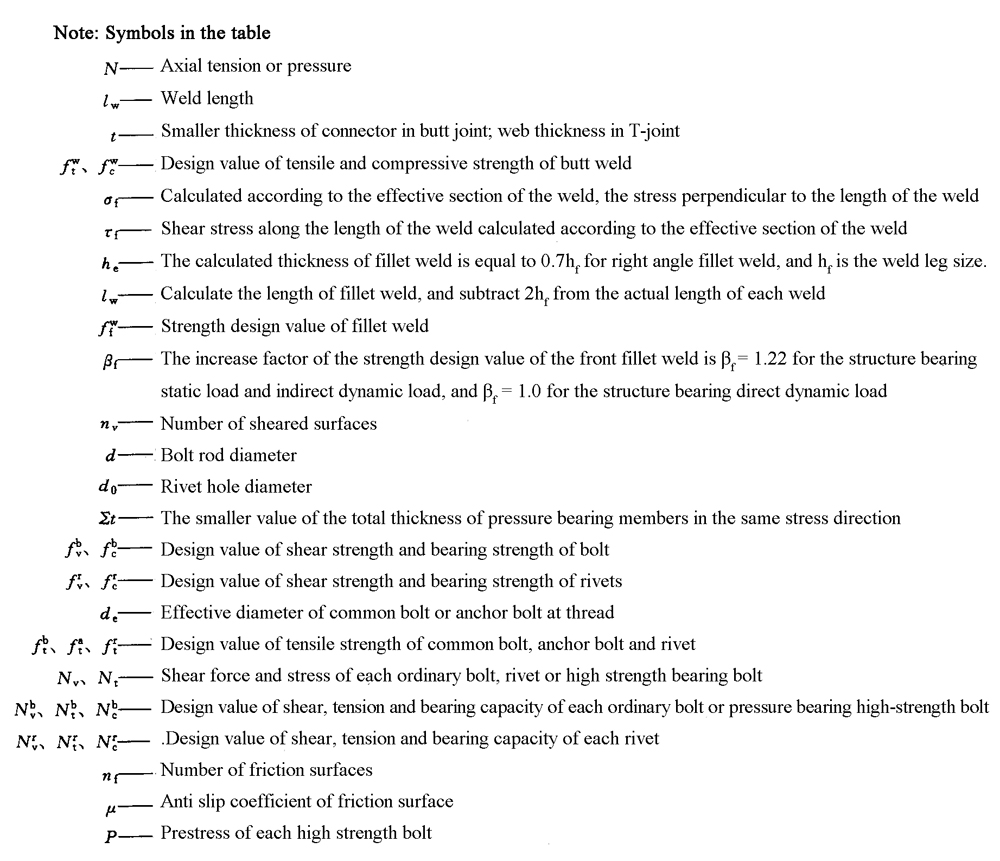 Note: Symbols in the table
N—— Axial tension or pressure
l_w—— Weld length
t—— Smaller thickness of connector in butt joint; web thickness in T-joint
f_t^w、 f_c^w—— Design value of tensile and compressive strength of butt weld
σ_f—— Calculated according to the effective section of the weld, the stress perpendicular to the length of the weld
τ_f—— Shear stress along the length of the weld calculated according to the effective section of the weld
h_e—— The calculated thickness of fillet weld is equal to 0.7h_f for right angle fillet weld, and h_f is the weld leg size.
l_w—— Calculate the length of fillet weld, and subtract 2h_f from the actual length of each weld
f_f^w—— Strength design value of fillet weld
β_f—— The increase factor of the strength design value of the front fillet weld is β_f = 1.22 for the structure bearing
static load and indirect dynamic load, and β_f = 1.0 for the structure bearing direct dynamic load
n_v—— Number of sheared surfaces
d—— Bolt rod diameter
d_0—— Rivet hole diameter
Σt—— The smaller value of the total thickness of pressure bearing members in the same stress direction
f_v^b、 f_c^b—— Design value of shear strength and bearing strength of bolt
f_v^r、 f_c^r—— Design value of shear strength and bearing strength of rivets
d_e—— Effective diameter of common bolt or anchor bolt at thread
f_t^b、 f_t^a、 f_t^r—— Design value of tensile strength of common bolt, anchor bolt and rivet
N_v、 N_t—— Shear force and stress of each ordinary bolt, rivet or high strength bearing bolt
N_v^b、 N_t^b、 N_c^b—— Design value of shear, tension and bearing capacity of each ordinary bolt or pressure bearing high-strength bolt
N_v^r、 N_t^r、 N_c^r—— .Design value of shear, tension and bearing capacity of each rivet
n_f—— Number of friction surfaces
μ—— Anti slip coefficient of friction surface
P—— Prestress of each high strength bolt